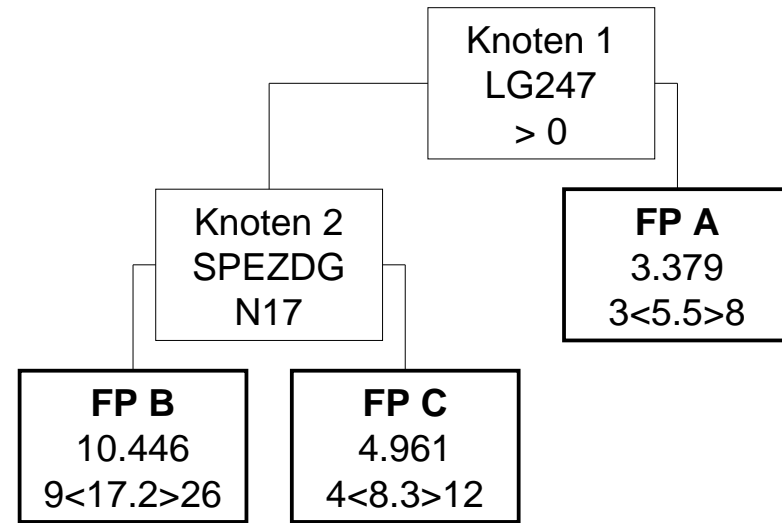 Knoten 1
LG247
> 0
Knoten 2
SPEZDG
N17
FP A
3.379
3<5.5>8
FP B
10.446
9<17.2>26
FP C
4.961
4<8.3>12